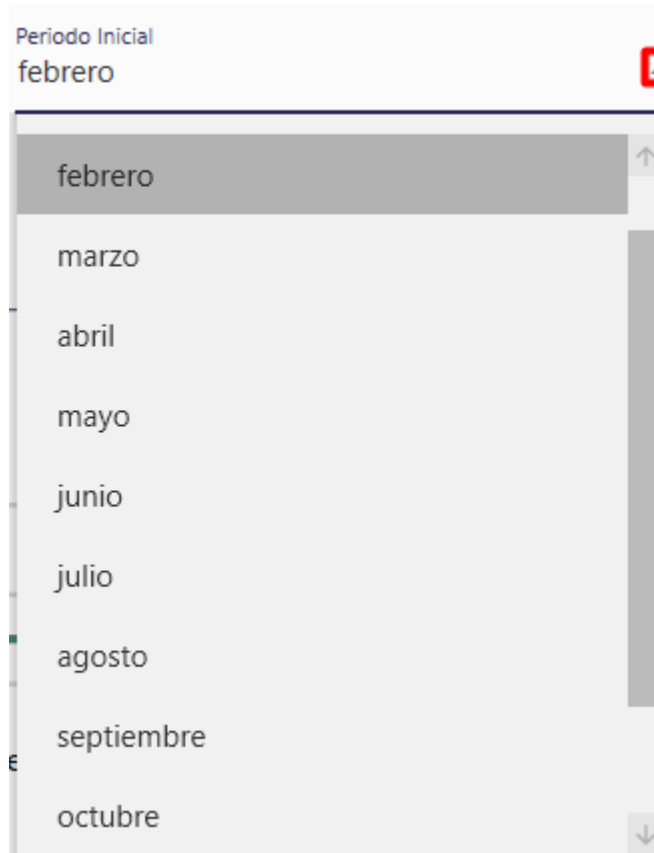 Periodo Inicial
febrero
febrero
marzo
abril
mayo
junio
julio
agosto
septiembre
octubre